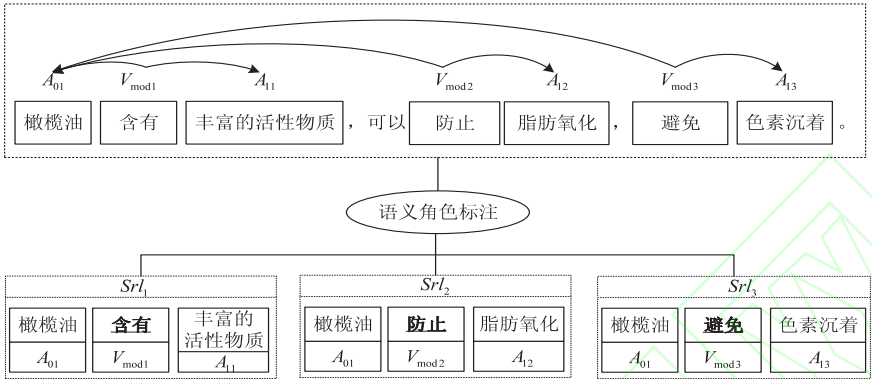 A01 Vmod1 A11 Vmod2 A12 Vmod3 A13
橄榄油 含有 丰富的活性物质 ，可以 防止 脂肪氧化 ， 避免 色素沉着 。
语义角色标注
Srl1 Srl2 Srl3
橄榄油 含有 丰富的活性物质 橄榄油 防止 脂肪氧化 橄榄油 避免 色素沉着
A01 Vmod1 A11 A01 Vmod2 A12 A01 Vmod3 A13